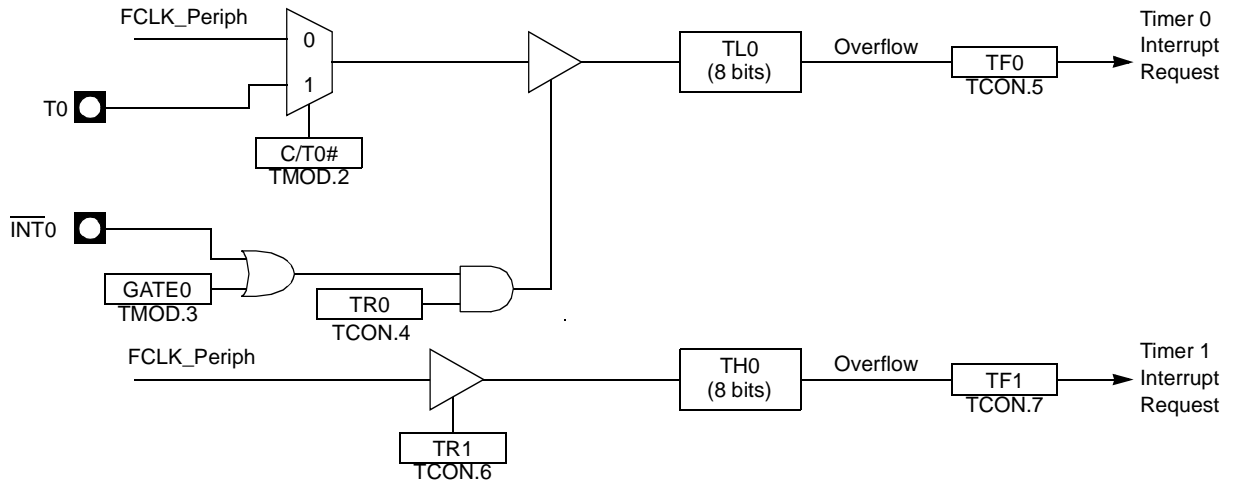 FCLK_Periph
0
1
T0
C/T0#
TMOD.2
TL0
(8 bits)
Overflow
TF0
TCON.5
Timer 0
Interrupt
Request
INT0
GATE0
TMOD.3
TR0
TCON.4
FCLK_Periph
TR1
TCON.6
TH0
(8 bits)
Overflow
TF1
TCON.7
Timer 1
Interrupt
Request